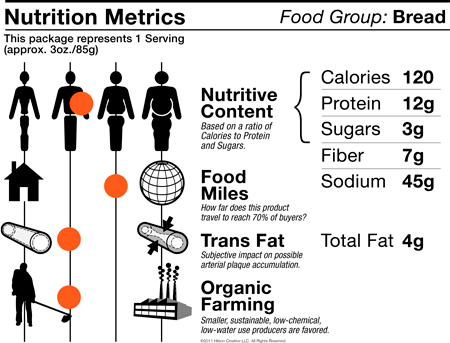 Nutrition Metrics
Food Group: Bread
This package represents 1 Serving
(approx. 3oz./85g)
Nutritive
Content
Based on a ratio of
Calories to Protein
and Sugars.
Calories 120
Protein 12g
Sugars 3g
Fiber 7g
Sodium 45g
Food
Miles
How far does this product
travel to reach 70% of buyers?
Trans Fat
Subjective impact on possible
arterial plaque accumulation.
Total Fat 4g
Organic
Farming
Smaller, sustainable, low-chemical,
low-water use producers are favored.
©2011 Hitson Creative LLC. All Rights Reserved.